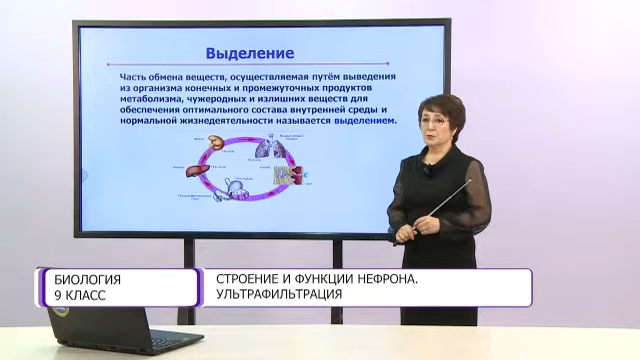 Выделение
Часть обмена веществ, осуществляемая путём выведения
из организма конечных и промежуточных продуктов
метаболизма, чужеродных и излишних веществ для
обеспечения оптимального состава внутренней среды и
нормальной жизнедеятельности называется выделением.
БИОЛОГИЯ
9 КЛАСС
СТРОЕНИЕ И ФУНКЦИИ НЕФРОНА.
УЛЬТРАФИЛЬТРАЦИЯ